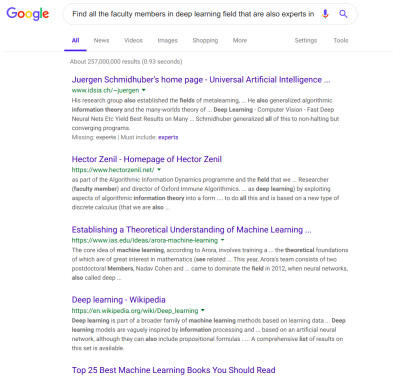 Google Find all the faculty members in deep learning field that are also experts in
All News Videos Images Shopping More Settings Tools
About 257,000,000 results (0.93 seconds)
Juergen Schmidhuber's home page - Universal Artificial Intelligence ...
www.idsia.ch/~juergen
His research group also established the fields of metalearning, ... He also generalized algorithmic
information theory and the many-worlds theory of ... Deep Learning - Computer Vision - Fast Deep
Neural Nets Etc Yield Best Results on Many ... Schmidhuber generalized all of this to non-halting but
converging programs.
Missing: experts | Must include: experts
Hector Zenil - Homepage of Hector Zenil
https://www.hectorzenil.net/
as part of the Algorithmic Information Dynamics programme and the field that we ... Researcher
(faculty member) and director of Oxford Immune Algorithmics. ... as deep learning) by exploiting
aspects of algorithmic information theory into a form .... to do all this and is based on a new type of
discrete calculus (that we are also ...
Establishing a Theoretical Understanding of Machine Learning ...
https://www.ias.edu/ideas/arora-machine-learning
The core idea of machine learning, according to Arora, involves training a ... the theoretical foundations
of which are of great interest in mathematics (see related ... This year, Arora's team consists of two
postdoctoral Members, Nadav Cohen and ... came to dominate the field in 2012, when neural networks,
also called deep ...
Deep learning - Wikipedia
https://en.wikipedia.org/wiki/Deep_learning
Deep learning is part of a broader family of machine learning methods based on learning data ... Deep
learning models are vaguely inspired by information processing and ... based on an artificial neural
network, although they can also include propositional formulas .... A comprehensive list of results on
this set is available.
Top 25 Best Machine Learning Books You Should Read